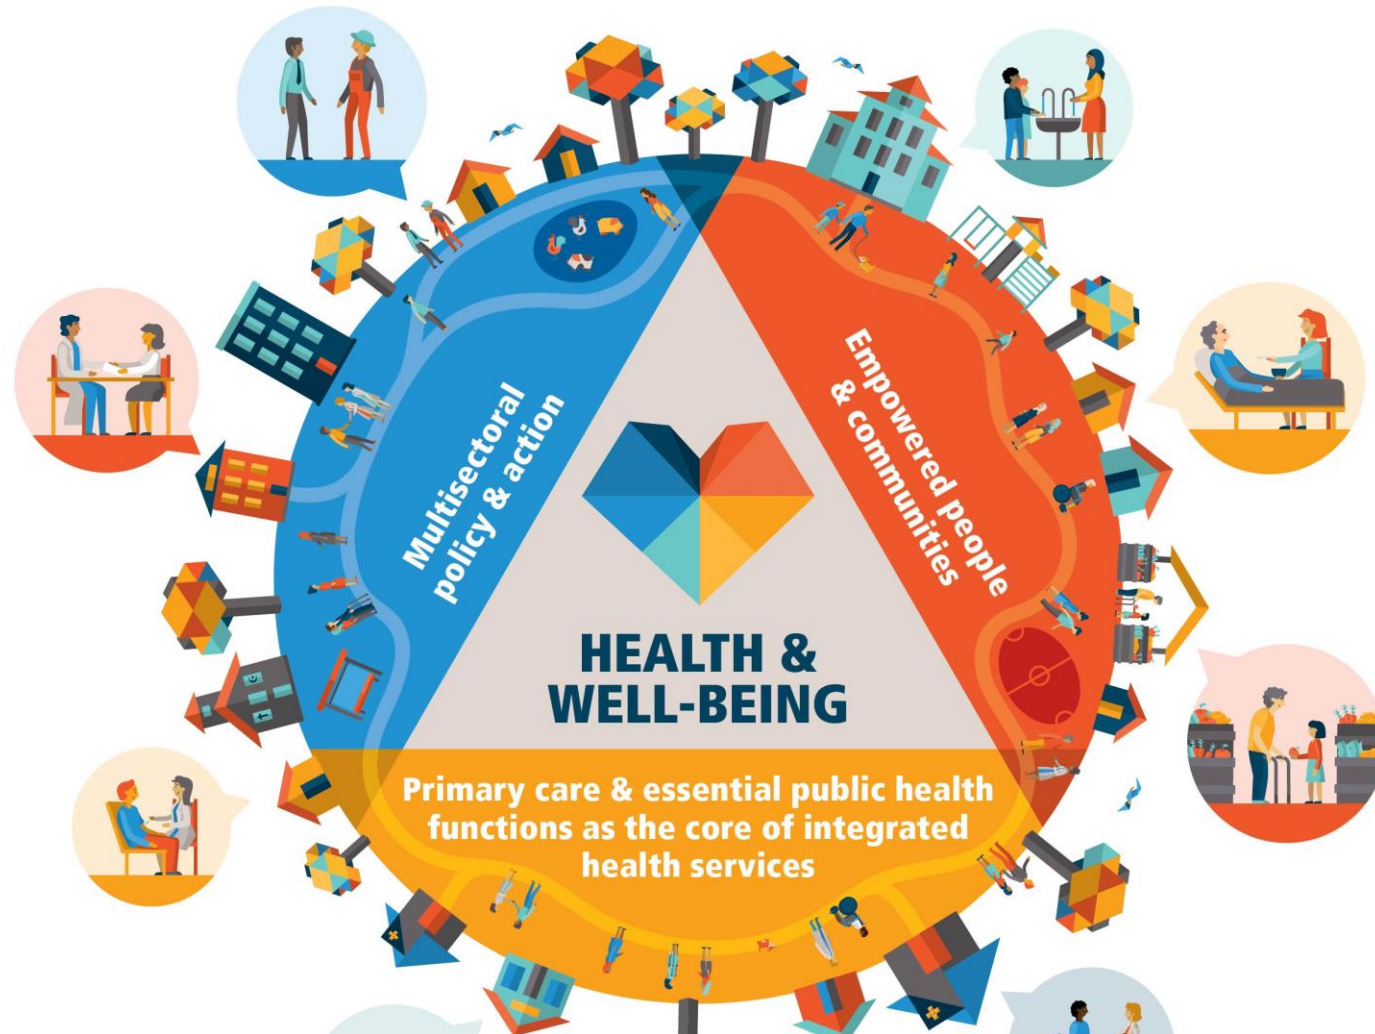 Multisectoral
policy & action
Empowered people
& communities
HEALTH &
WELL-BEING
Primary care & essential public health
functions as the core of integrated
health services